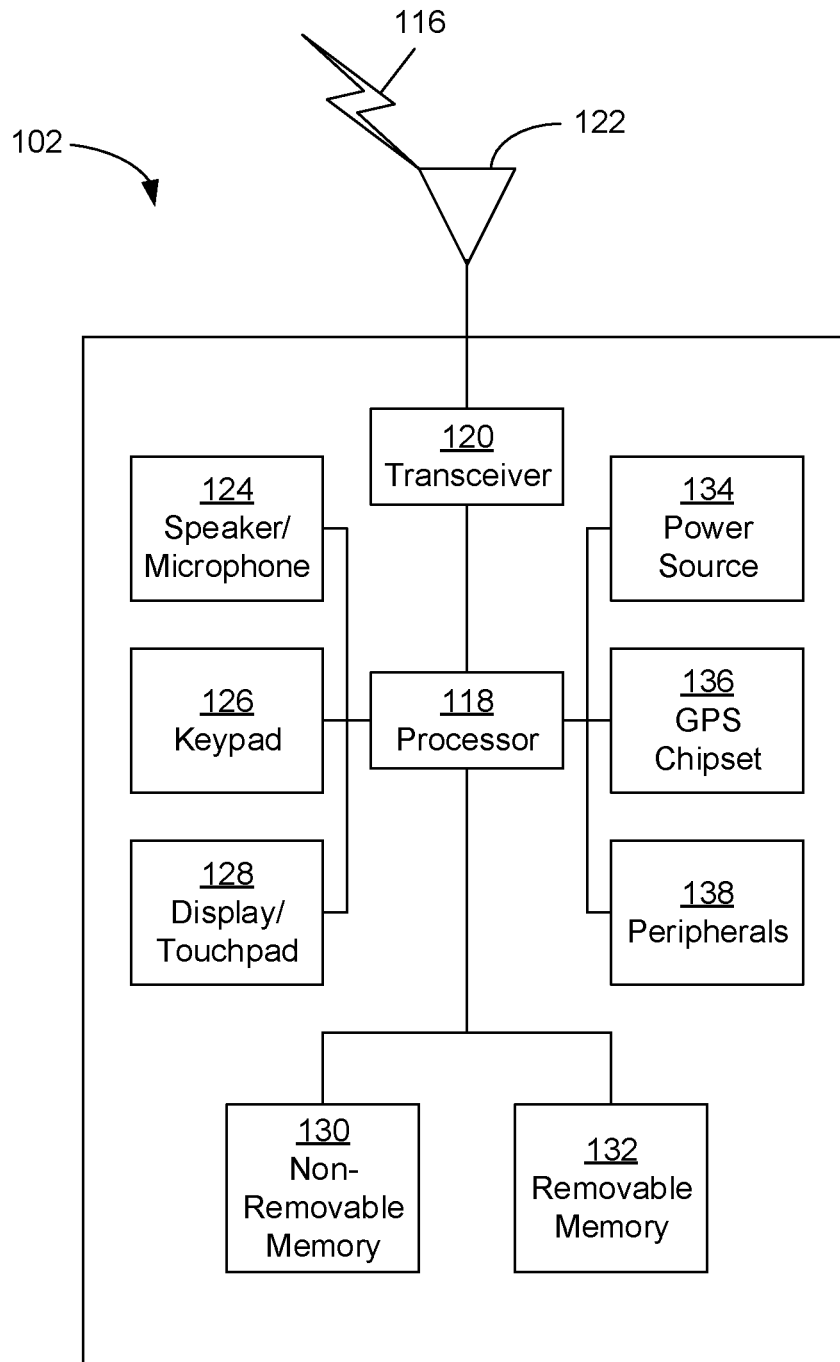 116
122
102
120
Transceiver
124
Speaker/
Microphone
134
Power
Source
126
Keypad
118
Processor
136
GPS
Chipset
128
Display/
Touchpad
138
Peripherals
130
Non-
Removable
Memory
132
Removable
Memory